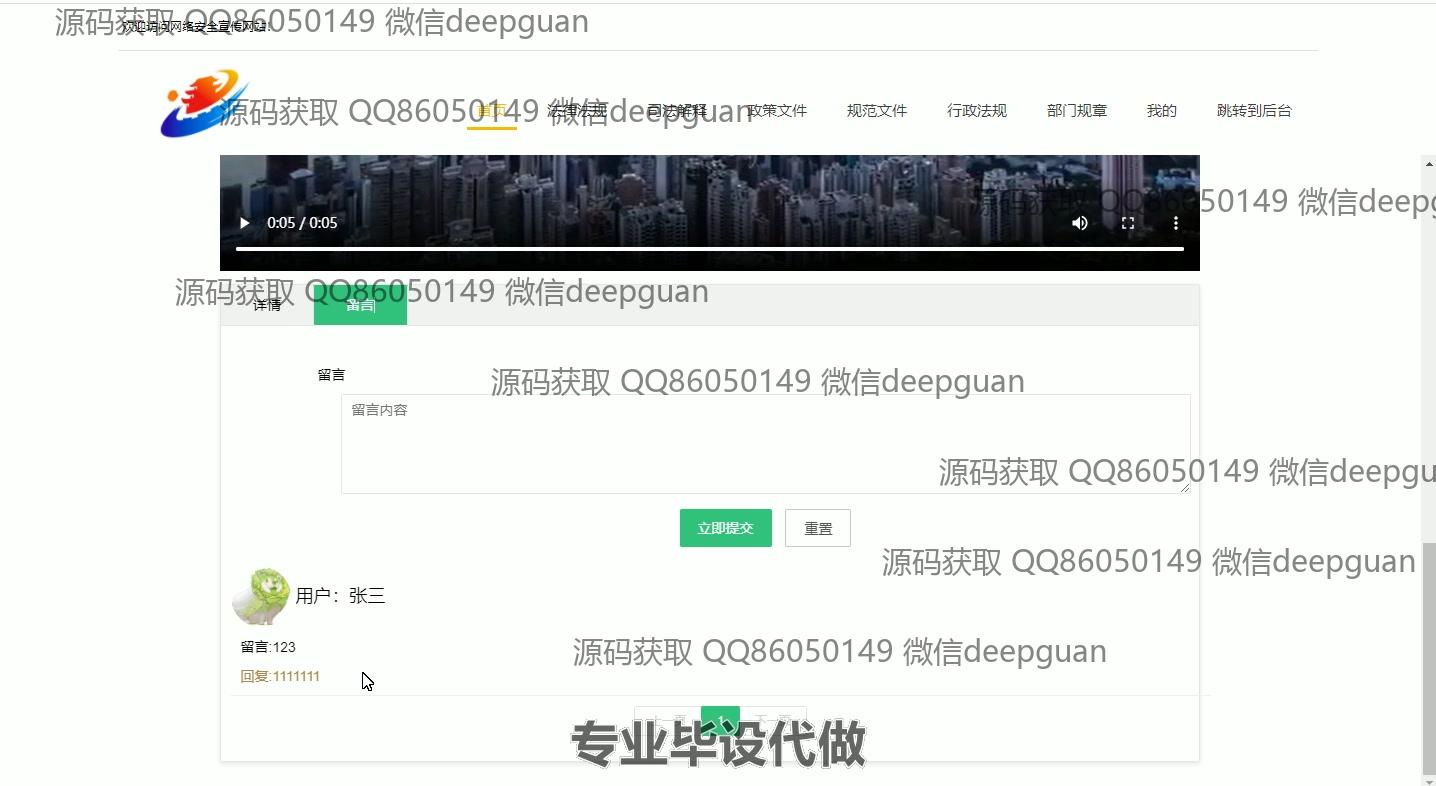 源码获取 QQ86050149 微信deepguan
欢迎访问网络安全宣传网站!
源码获取 QQ86050149 微信deepguan
首页 法律法规 司法解释 政策文件 规范文件 行政法规 部门规章 我的 跳转到后台
源码获取 QQ86050149 微信deepg
0:05 / 0:05
源码获取 QQ86050149 微信deepguan
详情 留言
留言
源码获取 QQ86050149 微信deepguan
留言内容
源码获取 QQ86050149 微信deepgu
立即提交 重置
源码获取 QQ86050149 微信deepguan
用户：张三
留言:123
源码获取 QQ86050149 微信deepguan
回复:1111111
上一页 1 下一页
专业毕设代做